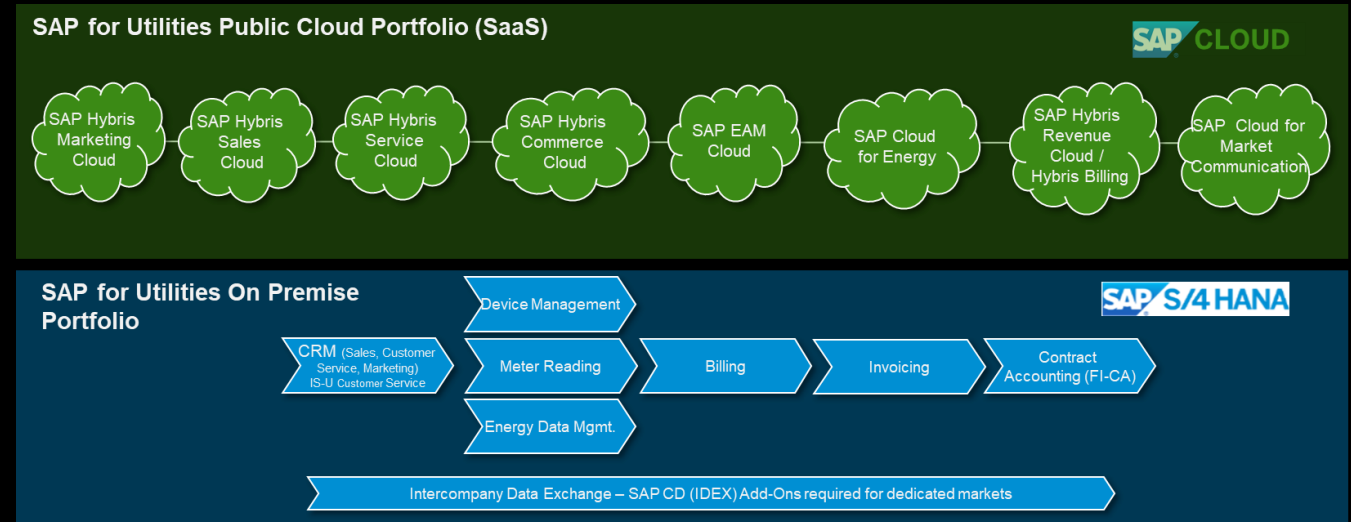 SAP for Utilities Public Cloud Portfolio (SaaS)
SAP CLOUD
SAP Hybris
Marketing
Cloud
SAP Hybris
Sales
Cloud
SAP Hybris
Service
Cloud
SAP Hybris
Commerce
Cloud
SAP EAM
Cloud
SAP Cloud
for Energy
SAP Hybris
Revenue
Cloud /
Hybris Billing
SAP Cloud for
Market
Communication
SAP for Utilities On Premise
Portfolio
SAP S/4 HANA
Device Management
CRM (Sales, Customer
Service, Marketing)
IS-U Customer Service
Meter Reading
Billing
Invoicing
Contract
Accounting (FI-CA)
Energy Data Mgmt.
Intercompany Data Exchange – SAP CD (IDEX) Add-Ons required for dedicated markets